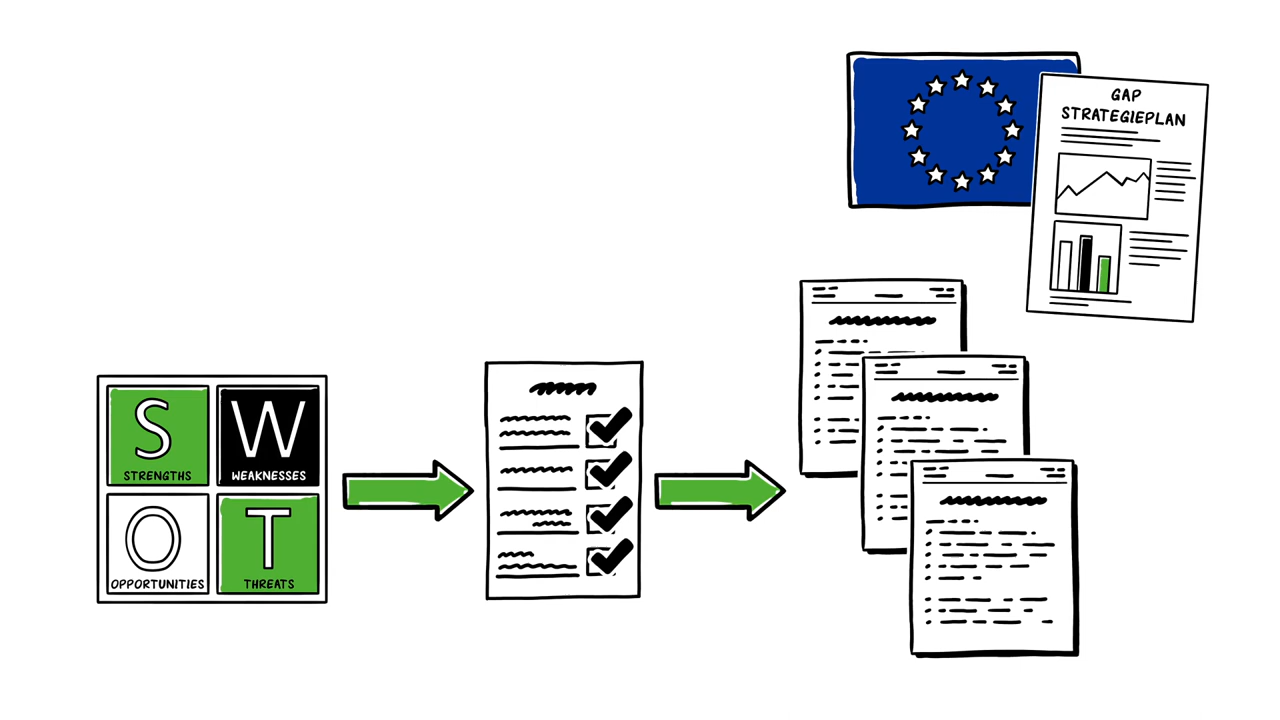 GAP
STRATEGIEPLAN
S
STRENGTHS
W
WEAKNESSES
O
OPPORTUNITIES
T
THREATS